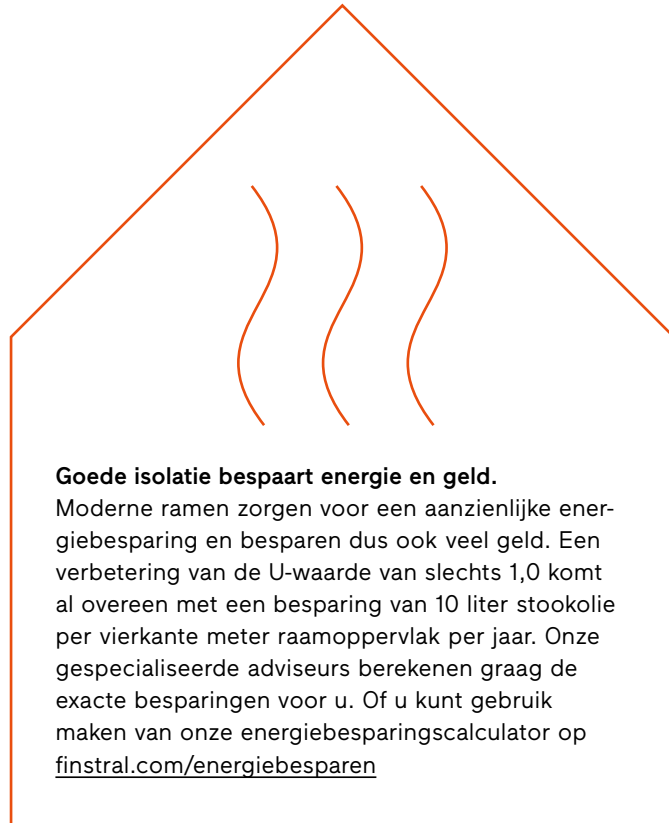 Goede isolatie bespaart energie en geld.
Moderne ramen zorgen voor een aanzienlijke ener-
giebesparing en besparen dus ook veel geld. Een
verbetering van de U-waarde van slechts 1,0 komt
al overeen met een besparing van 10 liter stookolie
per vierkante meter raamoppervlak per jaar. Onze
gespecialiseerde adviseurs berekenen graag de
exacte besparingen voor u. Of u kunt gebruik
maken van onze energiebesparingscalculator op
finstral.com/energiebesparen